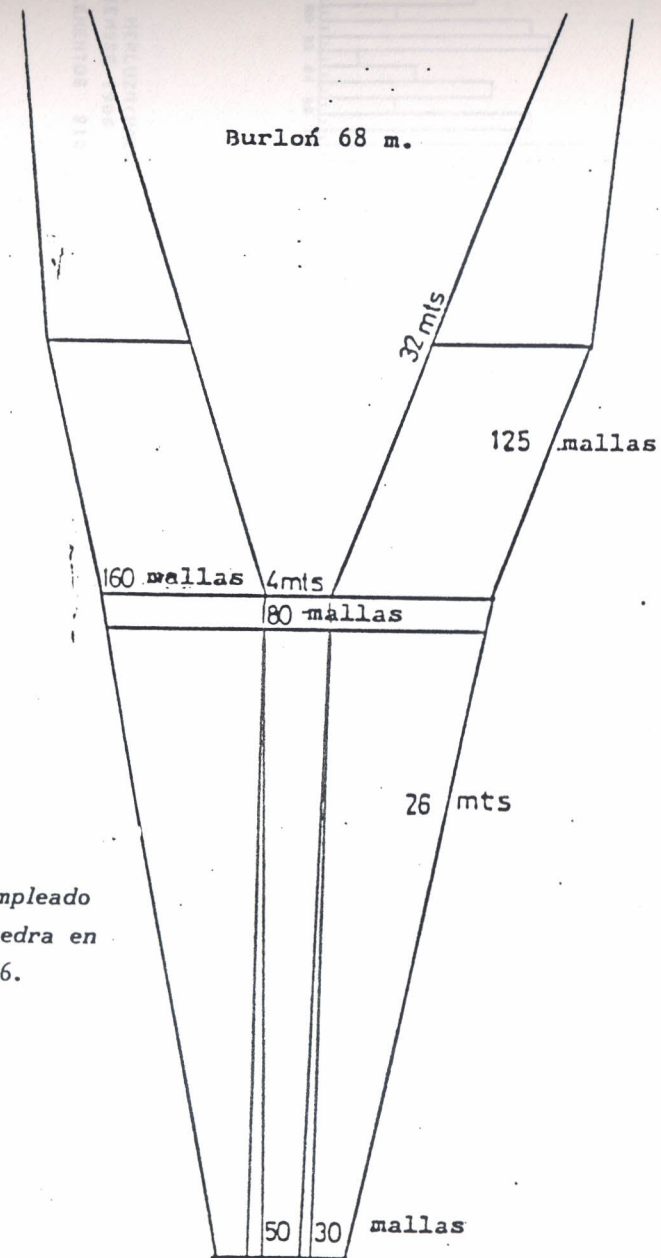 Burlón 68 m.
32 mts
125 mallas
160 mallas 4mts
80 mallas
26 mts
mpleado
edra en
6.
50 30 mallas